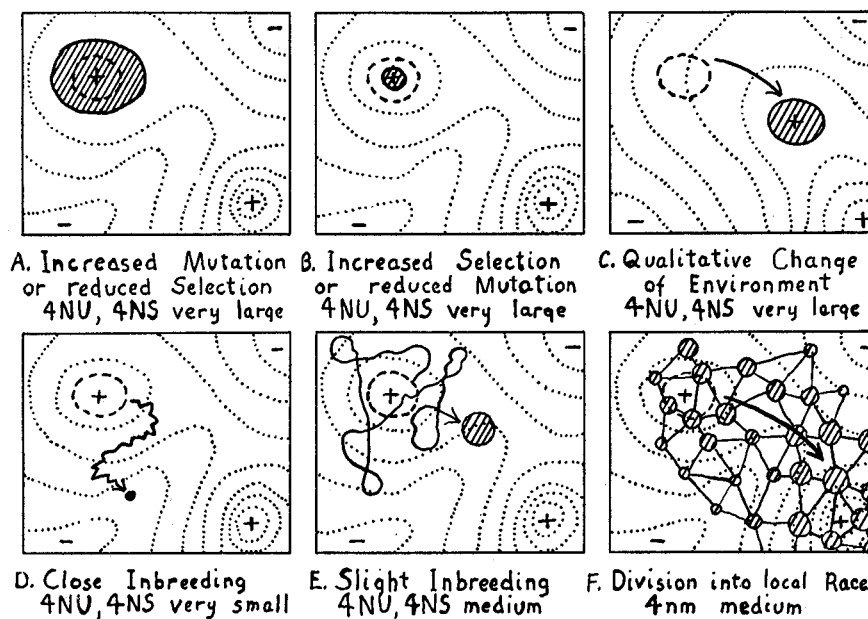 A. Increased Mutation
or reduced Selection
4NU, 4NS very large
B. Increased Selection
or reduced Mutation
4NU, 4NS very large
C. Qualitative Change
of Environment
4NU, 4NS very large
D. Close Inbreeding
4NU, 4NS very small
E. Slight Inbreeding
4NU, 4NS medium
F. Division into local Race
4nm medium